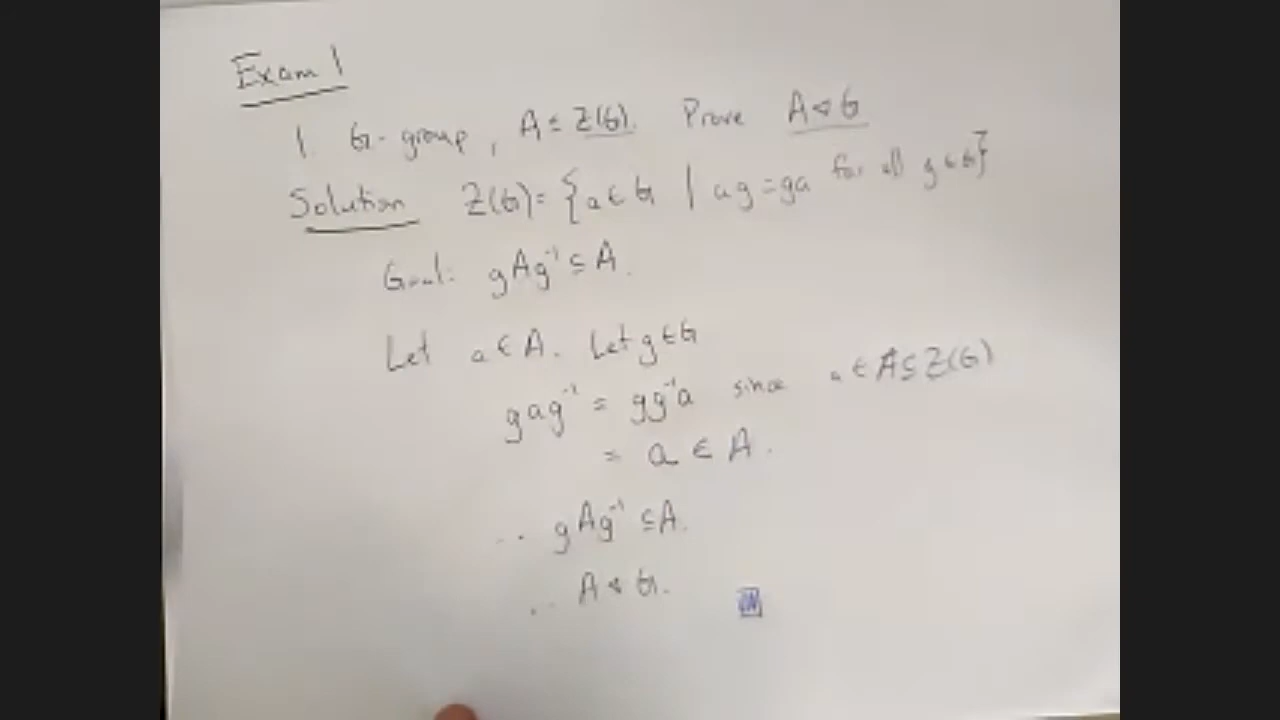 Exam 1
1. G-group, A ≤ Z(G). Prove A ⊲ G
Solution Z(G) = {a ∈ G | ag = ga for all g ∈ G}
Goal: gAg⁻¹ ⊆ A.
Let a ∈ A. Let g ∈ G
gag⁻¹ = gg⁻¹a since a ∈ A ⊆ Z(G)
= a ∈ A.
∴ gAg⁻¹ ⊆ A.
∴ A ⊲ G.